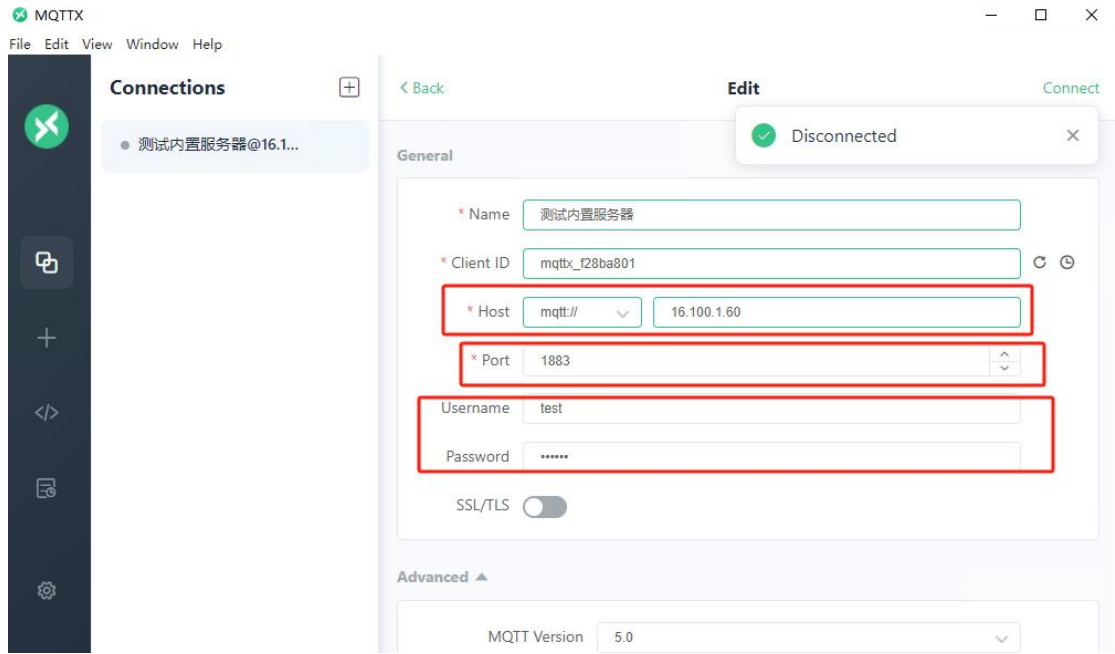 MQTTX
File Edit View Window Help
Connections
< Back
Edit
Connect
测试内置服务器@16.1...
Disconnected
General
* Name 测试内置服务器
* Client ID mqttx_f28ba801
* Host mqtt:// 16.100.1.60
* Port 1883
Username test
Password ••••••
SSL/TLS
Advanced
MQTT Version 5.0